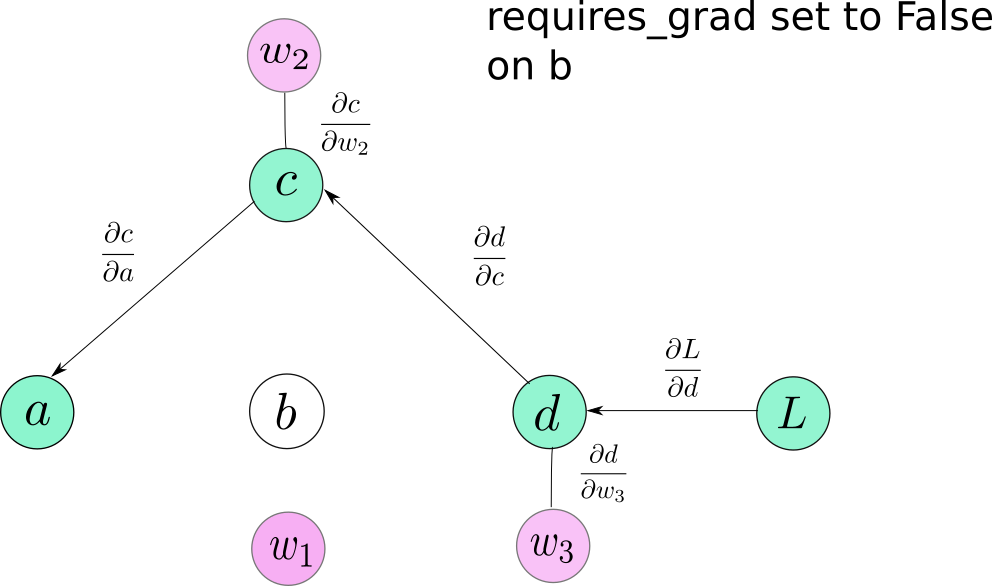 requires_grad set to False
on b
w₂
∂c
∂w₂
c
∂c
∂a
∂d
∂c
∂L
∂d
a
b
d
L
∂d
∂w₃
w₁
w₃